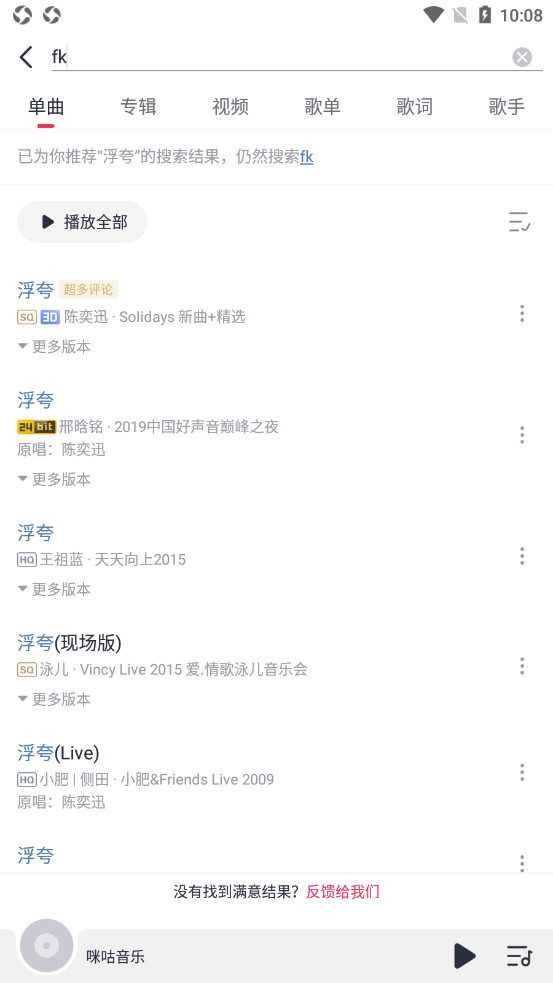 10:08
fk
单曲 专辑 视频 歌单 歌词 歌手
已为你推荐“浮夸”的搜索结果，仍然搜索fk
播放全部
浮夸 超多评论
SQ 3D 陈奕迅 · Solidays 新曲+精选
更多版本
浮夸
24bit 邢晗铭 · 2019中国好声音巅峰之夜
原唱：陈奕迅
更多版本
浮夸
HQ 王祖蓝 · 天天向上2015
更多版本
浮夸(现场版)
SQ 泳儿 · Vincy Live 2015 爱.情歌泳儿音乐会
更多版本
浮夸(Live)
HQ 小肥 | 侧田 · 小肥&Friends Live 2009
原唱：陈奕迅
浮夸
没有找到满意结果？反馈给我们
咪咕音乐